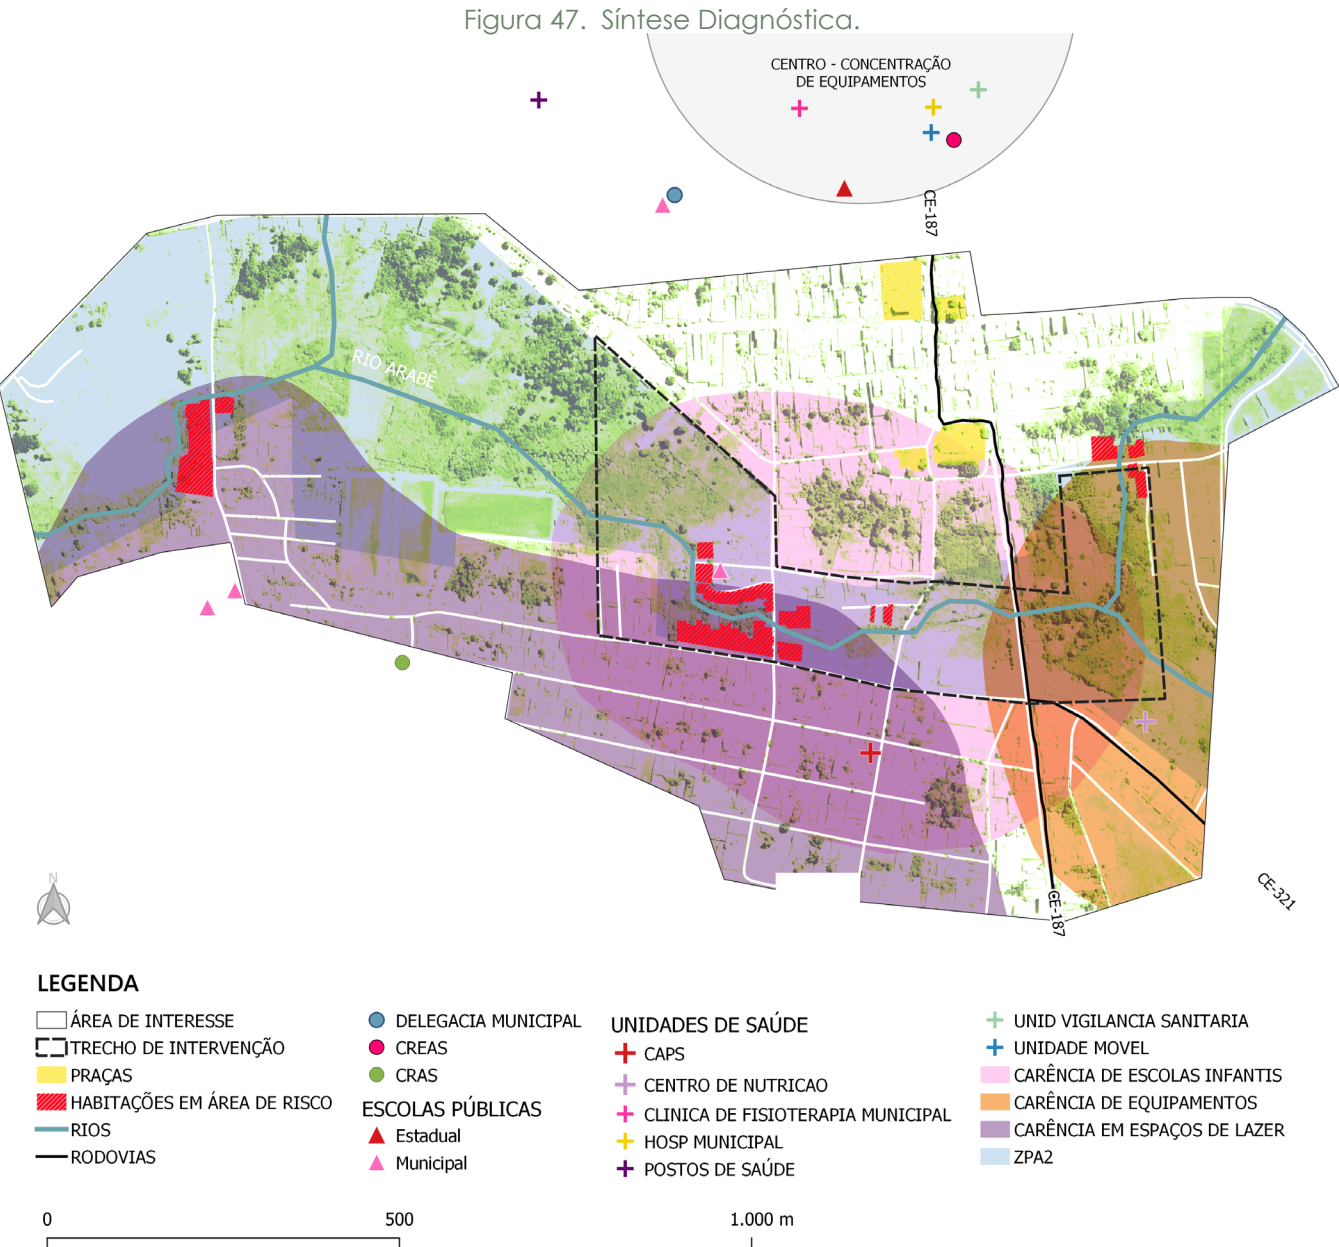 Figura 47. Síntese Diagnóstica.
CENTRO - CONCENTRAÇÃO
DE EQUIPAMENTOS
CE-187
RIO ARABÊ
CE-187
CE-321
N
LEGENDA
ÁREA DE INTERESSE
TRECHO DE INTERVENÇÃO
PRAÇAS
HABITAÇÕES EM ÁREA DE RISCO
RIOS
RODOVIAS
DELEGACIA MUNICIPAL
CREAS
CRAS
ESCOLAS PÚBLICAS
Estadual
Municipal
UNIDADES DE SAÚDE
CAPS
CENTRO DE NUTRICAO
CLINICA DE FISIOTERAPIA MUNICIPAL
HOSP MUNICIPAL
POSTOS DE SAÚDE
UNID VIGILANCIA SANITARIA
UNIDADE MOVEL
CARÊNCIA DE ESCOLAS INFANTIS
CARÊNCIA DE EQUIPAMENTOS
CARÊNCIA EM ESPAÇOS DE LAZER
ZPA2
0 500 1.000 m